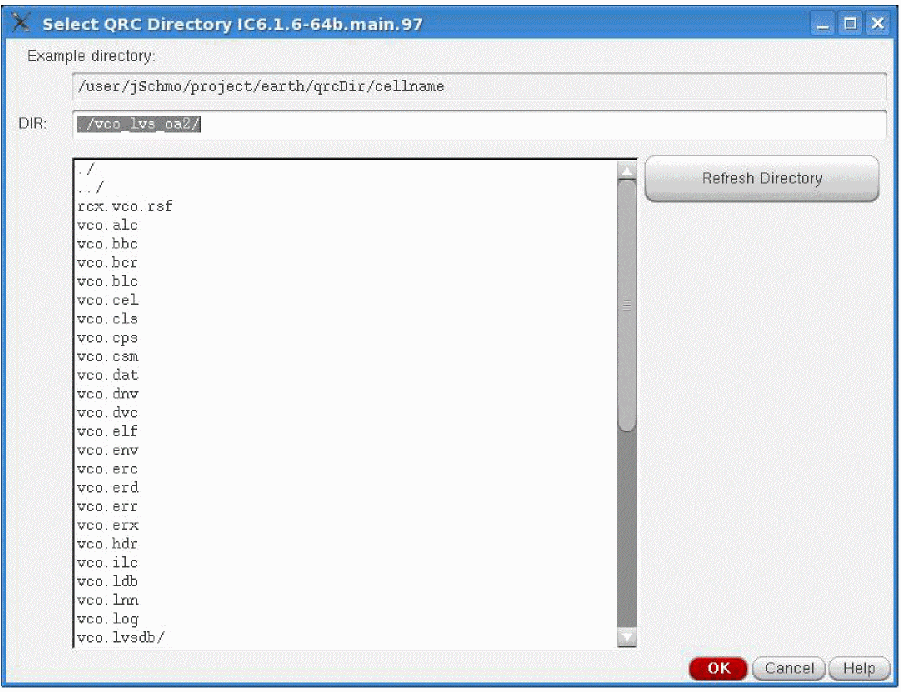 Select QRC Directory IC6.1.6-64b.main.97
Example directory:
/user/jSchmo/project/earth/qrcDir/cellname
DIR: ./vco_lvs_oa2/
./
../
rcx.vco.rsf
vco.alc
vco.bbc
vco.bcr
vco.blc
vco.cel
vco.cls
vco.cps
vco.csm
vco.dat
vco.dnv
vco.dvc
vco.elf
vco.env
vco.erc
vco.erd
vco.err
vco.erx
vco.hdr
vco.ilc
vco.ldb
vco.lnn
vco.log
vco.lvsdb/
Refresh Directory
OK Cancel Help